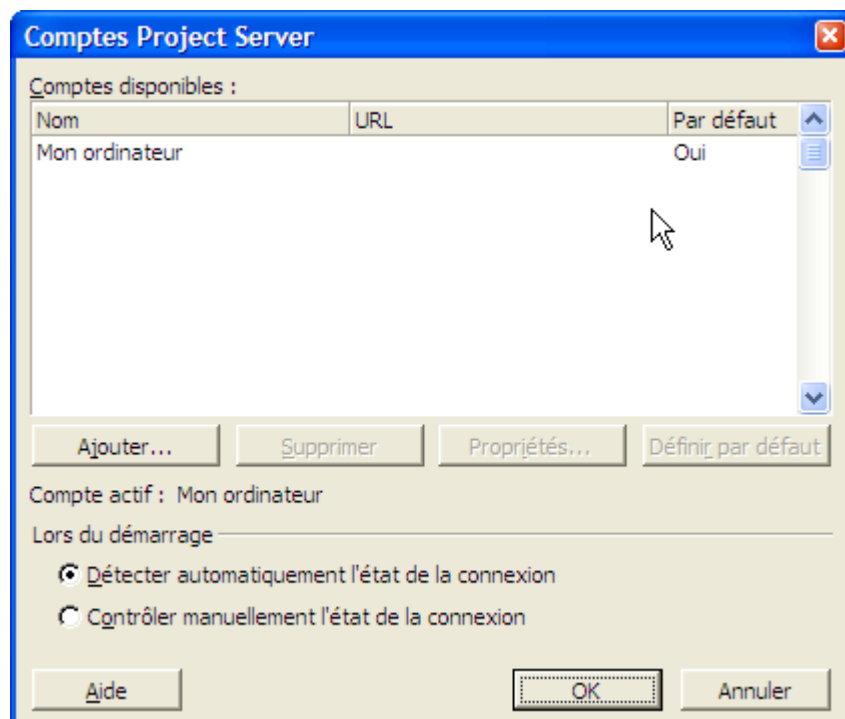 Comptes Project Server
Comptes disponibles :
Nom URL Par défaut
Mon ordinateur Oui
Ajouter... Supprimer Propriétés... Définir par défaut
Compte actif : Mon ordinateur
Lors du démarrage
Détecter automatiquement l'état de la connexion
Contrôler manuellement l'état de la connexion
Aide OK Annuler